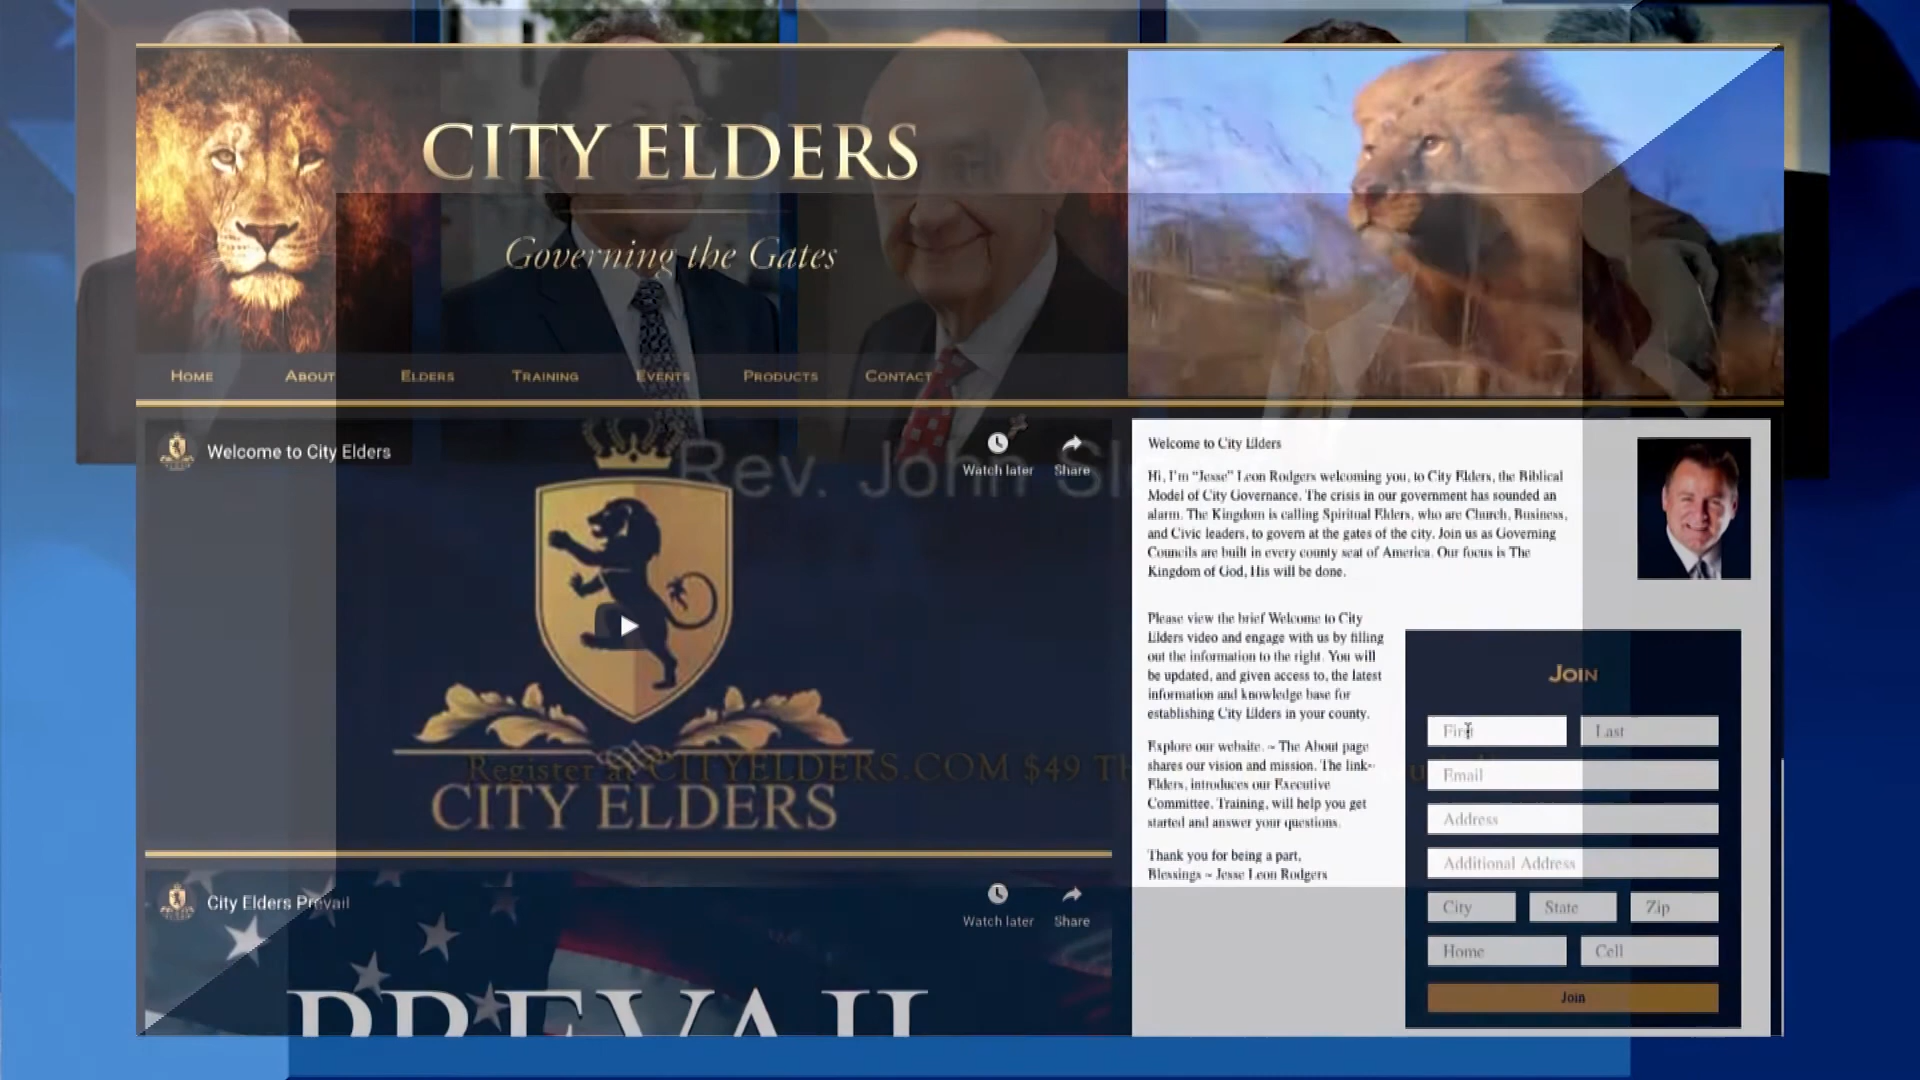 CITY ELDERS
Governing the Gates
HOME ABOUT ELDERS TRAINING EVENTS PRODUCTS CONTACT
Welcome to City Elders
Watch later Share
Rev. John
Register at CITYELDERS.COM $49
CITY ELDERS
City Elders Prevail
Watch later Share
PREVAIL
Welcome to City Elders
Hi, I'm "Jesse" Leon Rodgers welcoming you, to City Elders, the Biblical
Model of City Governance. The crisis in our government has sounded an
alarm. The Kingdom is calling Spiritual Elders, who are Church, Business,
and Civic leaders, to govern at the gates of the city. Join us as Governing
Councils are built in every county seat of America. Our focus is The
Kingdom of God, His will be done.
Please view the brief Welcome to City
Elders video and engage with us by filling
out the information to the right. You will
be updated, and given access to, the latest
information and knowledge base for
establishing City Elders in your county.
Explore our website. ~ The About page
shares our vision and mission. The link~
Elders, introduces our Executive
Committee. Training, will help you get
started and answer your questions.
Thank you for being a part,
Blessings ~ Jesse Leon Rodgers
JOIN
First Last
Email
Address
Additional Address
City State Zip
Home Cell
Join